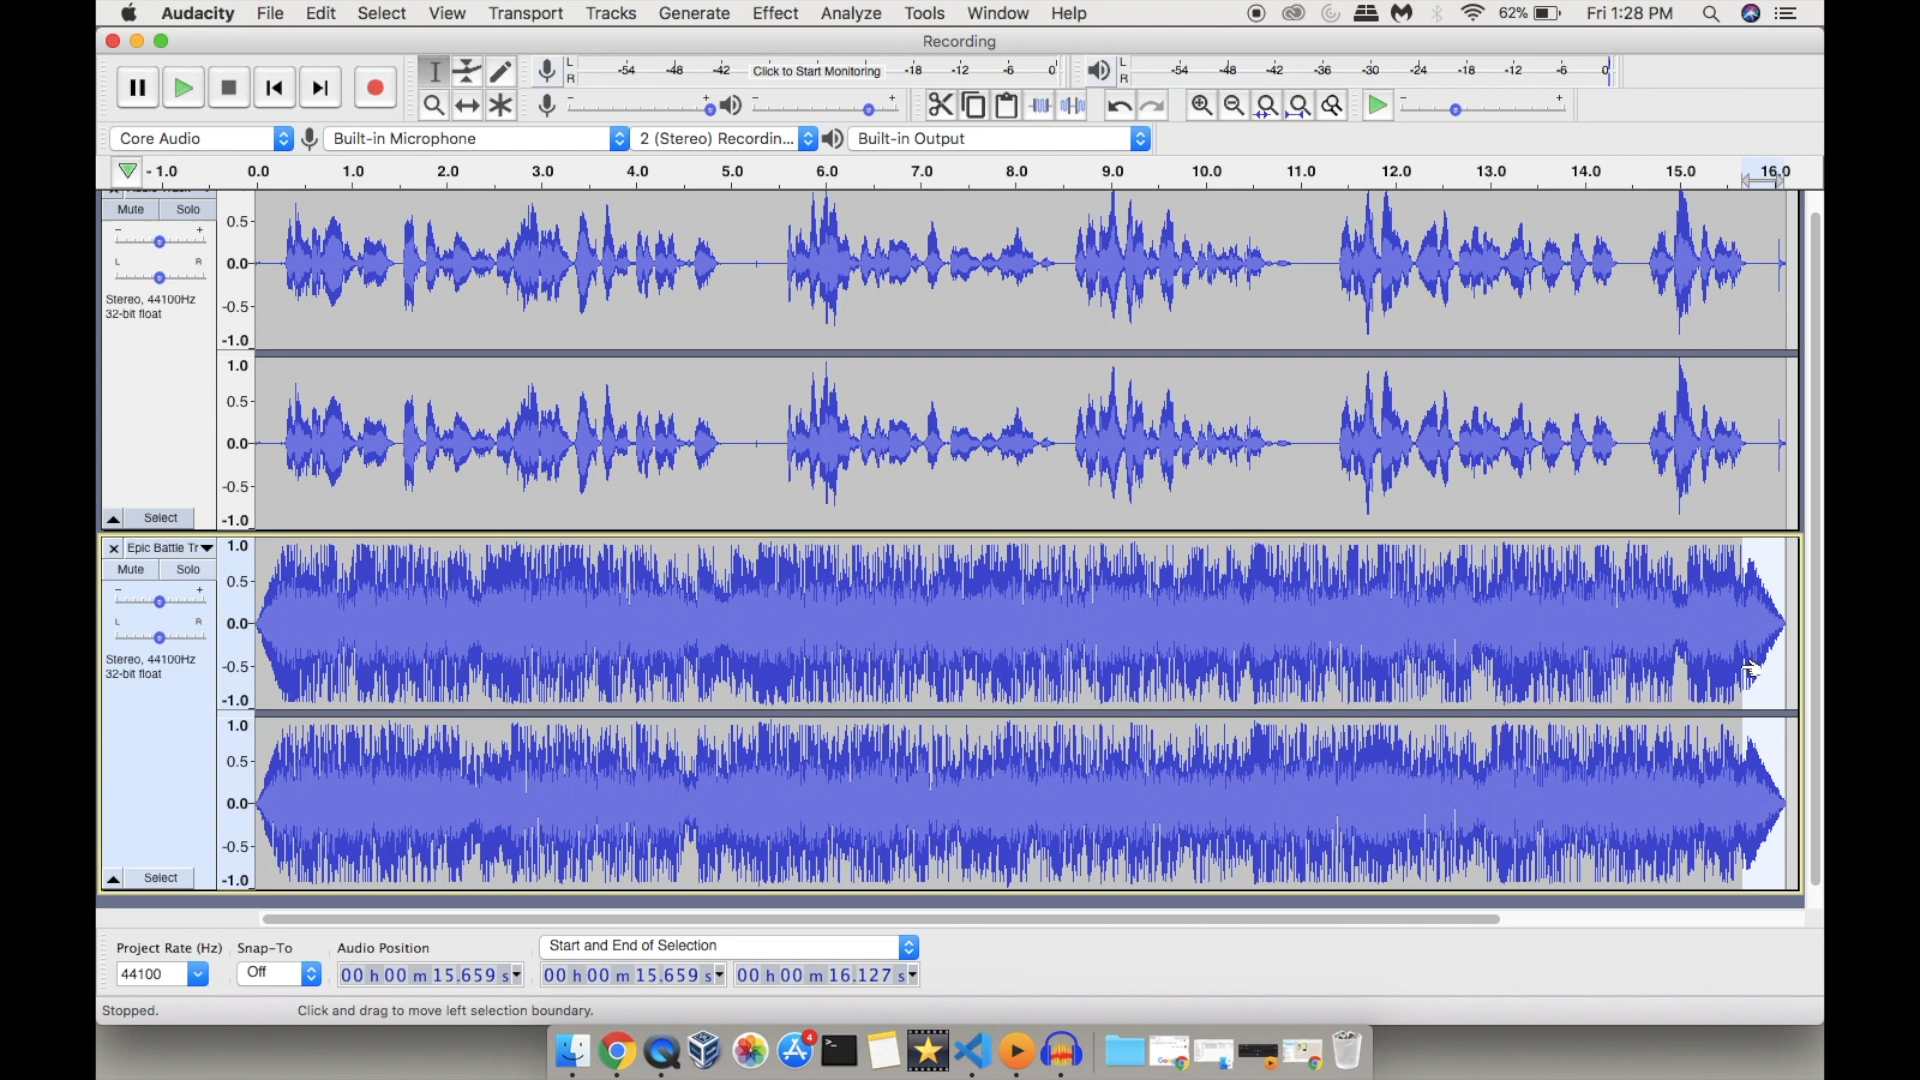 Audacity File Edit Select View Transport Tracks Generate Effect Analyze Tools Window Help 62% Fri 1:28 PM
Recording
L -54 -48 -42 Click to Start Monitoring -18 -12 -6 0 L -54 -48 -42 -36 -30 -24 -18 -12 -6 0
R R
- + - + - +
Core Audio Built-in Microphone 2 (Stereo) Recordin... Built-in Output
-1.0 0.0 1.0 2.0 3.0 4.0 5.0 6.0 7.0 8.0 9.0 10.0 11.0 12.0 13.0 14.0 15.0 16.0
Mute Solo
0.5
- +
L R
0.0
Stereo, 44100Hz
-0.5
32-bit float
-1.0
1.0
0.5
0.0
-0.5
Select
-1.0
Epic Battle Tr 1.0
Mute Solo
0.5
- +
L R
0.0
Stereo, 44100Hz
-0.5
32-bit float
-1.0
1.0
0.5
0.0
-0.5
Select
-1.0
Project Rate (Hz) Snap-To Audio Position Start and End of Selection
44100 Off 00 h 00 m 15.659 s 00 h 00 m 15.659 s 00 h 00 m 16.127 s
Stopped. Click and drag to move left selection boundary.
4